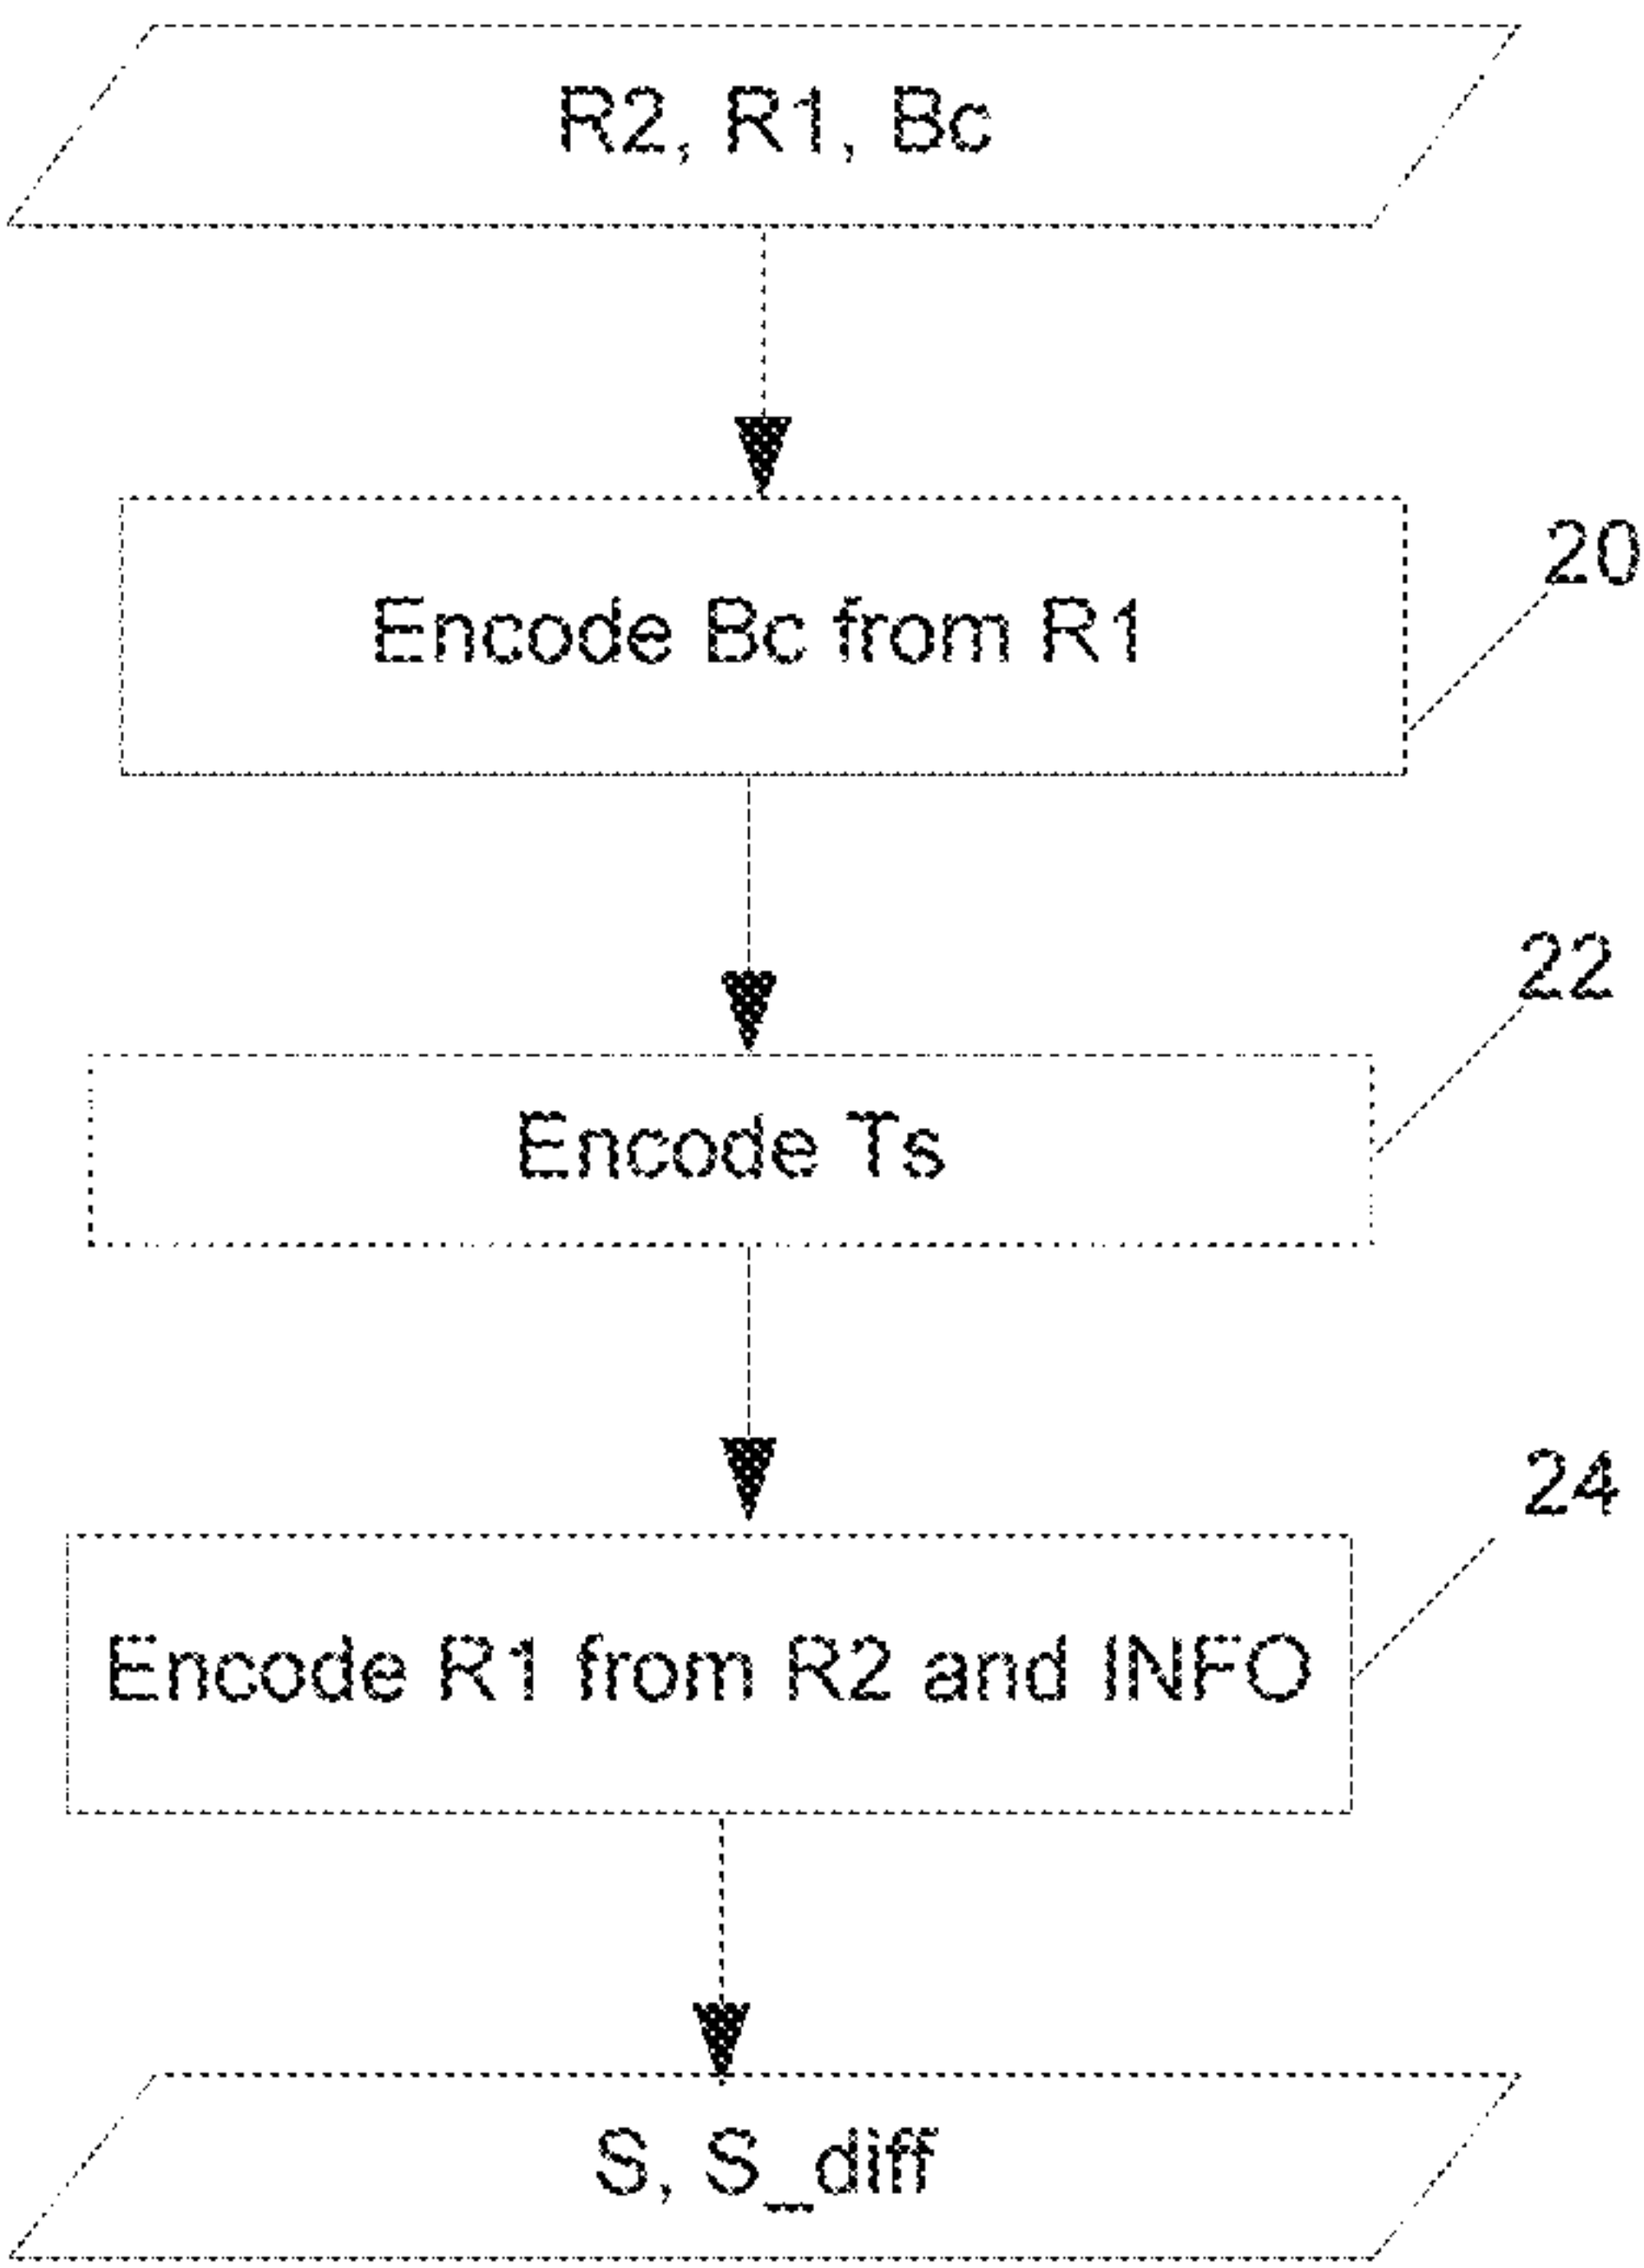 R2, R1, Bc
Encode Bc from R1
20
Encode Ts
22
Encode R1 from R2 and INFO
24
S, S_diff